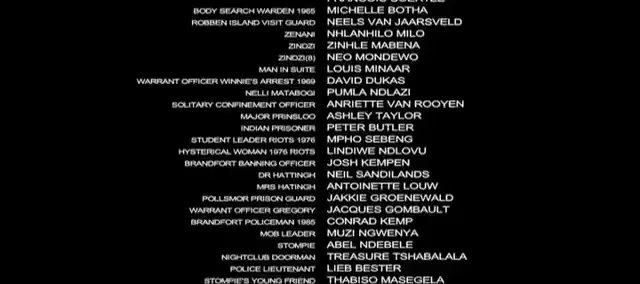 BODY SEARCH WARDEN 1965 MICHELLE BOTHA
ROBBEN ISLAND VISIT GUARD NEELS VAN JAARSVELD
ZENANI NHLANHILO MILO
ZINDZI ZINHLE MABENA
ZINDZI(8) NEO MONDEWO
MAN IN SUITE LOUIS MINAAR
WARRANT OFFICER WINNIE'S ARREST 1969 DAVID DUKAS
NELLI MATABOGI PUMLA NDLAZI
SOLITARY CONFINEMENT OFFICER ANRIETTE VAN ROOYEN
MAJOR PRINSLOO ASHLEY TAYLOR
INDIAN PRISONER PETER BUTLER
STUDENT LEADER RIOTS 1976 MPHO SEBENG
HYSTERICAL WOMAN 1976 RIOTS LINDIWE NDLOVU
BRANDFORT BANNING OFFICER JOSH KEMPEN
DR HATTINGH NEIL SANDILANDS
MRS HATINGH ANTOINETTE LOUW
POLLSMOR PRISON GUARD JAKKIE GROENEWALD
WARRANT OFFICER GREGORY JACQUES GOMBAULT
BRANDFORT POLICEMAN 1985 CONRAD KEMP
MOB LEADER MUZI NGWENYA
STOMPIE ABEL NDEBELE
NIGHTCLUB DOORMAN TREASURE TSHABALALA
POLICE LIEUTENANT LIEB BESTER
STOMPIE'S YOUNG FRIEND THABISO MASEGELA